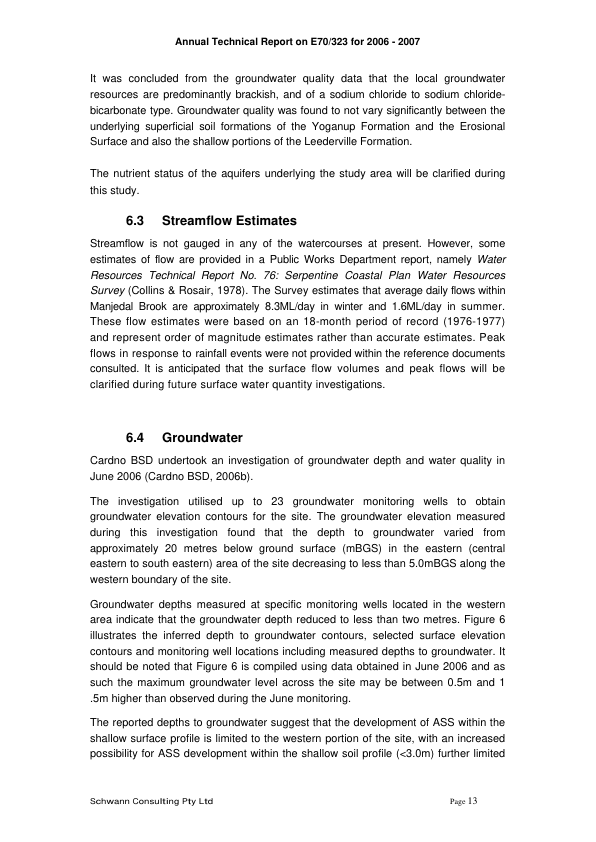 Annual Technical Report on E70/323 for 2006 - 2007
It was concluded from the groundwater quality data that the local groundwater
resources are predominantly brackish, and of a sodium chloride to sodium chloride-
bicarbonate type. Groundwater quality was found to not vary significantly between the
underlying superficial soil formations of the Yoganup Formation and the Erosional
Surface and also the shallow portions of the Leederville Formation.
The nutrient status of the aquifers underlying the study area will be clarified during
this study.
6.3 Streamflow Estimates
Streamflow is not gauged in any of the watercourses at present. However, some
estimates of flow are provided in a Public Works Department report, namely Water
Resources Technical Report No. 76: Serpentine Coastal Plan Water Resources
Survey (Collins & Rosair, 1978). The Survey estimates that average daily flows within
Manjedal Brook are approximately 8.3ML/day in winter and 1.6ML/day in summer.
These flow estimates were based on an 18-month period of record (1976-1977)
and represent order of magnitude estimates rather than accurate estimates. Peak
flows in response to rainfall events were not provided within the reference documents
consulted. It is anticipated that the surface flow volumes and peak flows will be
clarified during future surface water quantity investigations.
6.4 Groundwater
Cardno BSD undertook an investigation of groundwater depth and water quality in
June 2006 (Cardno BSD, 2006b).
The investigation utilised up to 23 groundwater monitoring wells to obtain
groundwater elevation contours for the site. The groundwater elevation measured
during this investigation found that the depth to groundwater varied from
approximately 20 metres below ground surface (mBGS) in the eastern (central
eastern to south eastern) area of the site decreasing to less than 5.0mBGS along the
western boundary of the site.
Groundwater depths measured at specific monitoring wells located in the western
area indicate that the groundwater depth reduced to less than two metres. Figure 6
illustrates the inferred depth to groundwater contours, selected surface elevation
contours and monitoring well locations including measured depths to groundwater. It
should be noted that Figure 6 is compiled using data obtained in June 2006 and as
such the maximum groundwater level across the site may be between 0.5m and 1
.5m higher than observed during the June monitoring.
The reported depths to groundwater suggest that the development of ASS within the
shallow surface profile is limited to the western portion of the site, with an increased
possibility for ASS development within the shallow soil profile (<3.0m) further limited
Schwann Consulting Pty Ltd Page 13